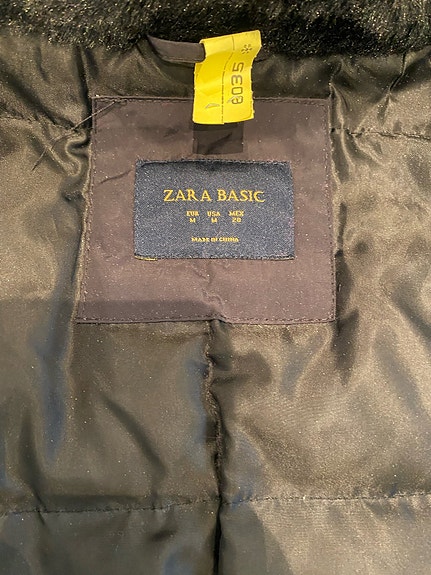 6035
ZARA BASIC
EUR USA MEX
M M 28
MADE IN CHINA